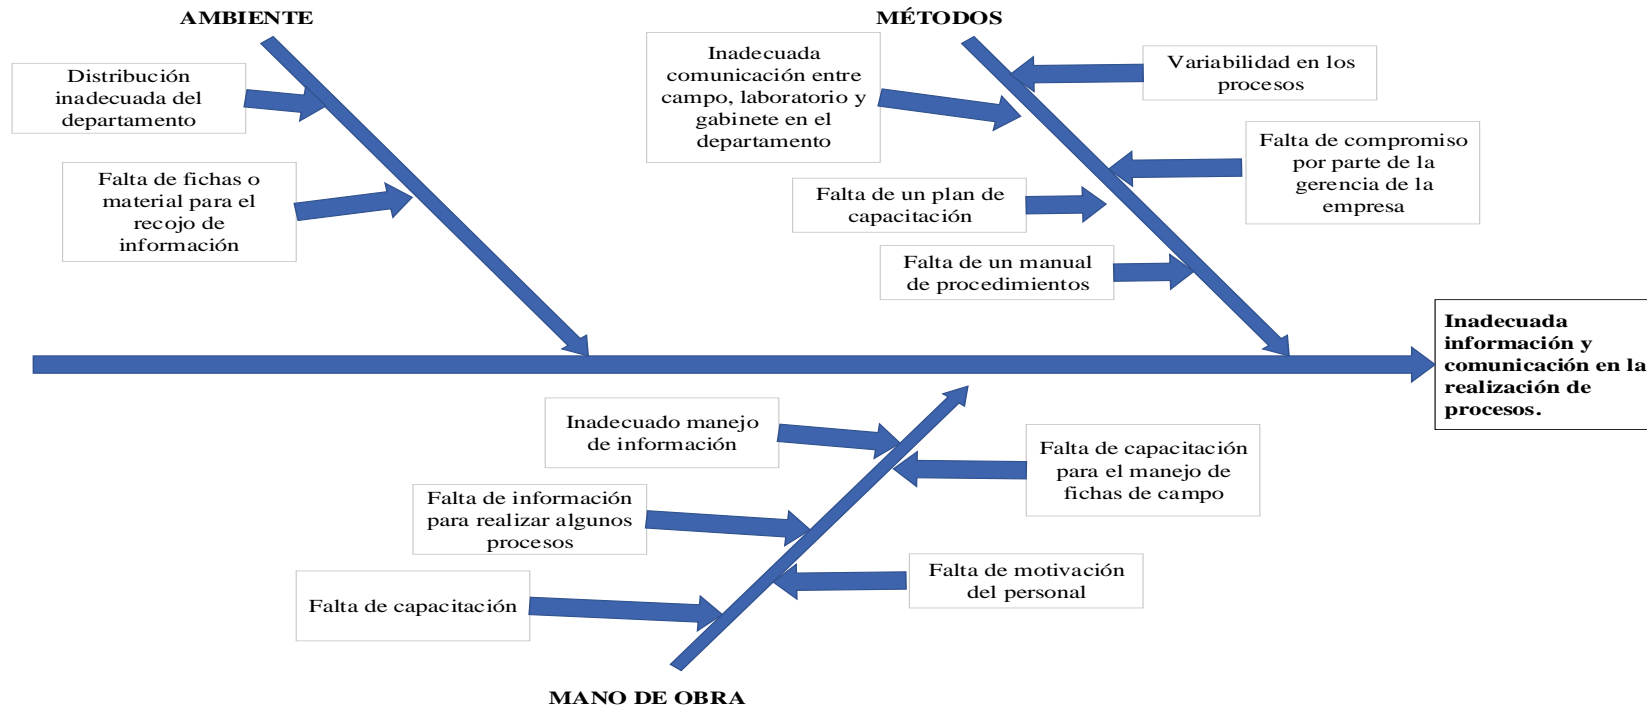 AMBIENTE
Distribución
inadecuada del
departamento
Falta de fichas o
material para el
recojo de
información
MÉTODOS
Inadecuada
comunicación entre
campo, laboratorio y
gabinete en el
departamento
Variabilidad en los
procesos
Falta de compromiso
por parte de la
gerencia de la
empresa
Falta de un plan de
capacitación
Falta de un manual
de procedimientos
Inadecuada
información y
comunicación en la
realización de
procesos.
Inadecuado manejo
de información
Falta de capacitación
para el manejo de
fichas de campo
Falta de información
para realizar algunos
procesos
Falta de motivación
del personal
Falta de capacitación
MANO DE OBRA